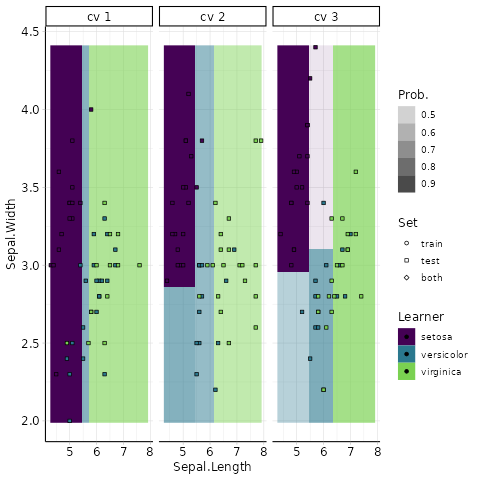 cv 1 cv 2 cv 3
4.5
4.0
3.5
3.0
2.5
2.0
Sepal.Width
5 6 7 8 5 6 7 8 5 6 7 8
Sepal.Length
Prob.
0.5
0.6
0.7
0.8
0.9
Set
train
test
both
Learner
setosa
versicolor
virginica